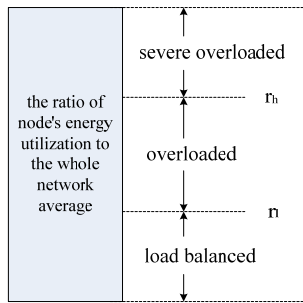 the ratio of
node's energy
utilization to
the whole
network
average
severe overloaded
rh
overloaded
rl
load balanced